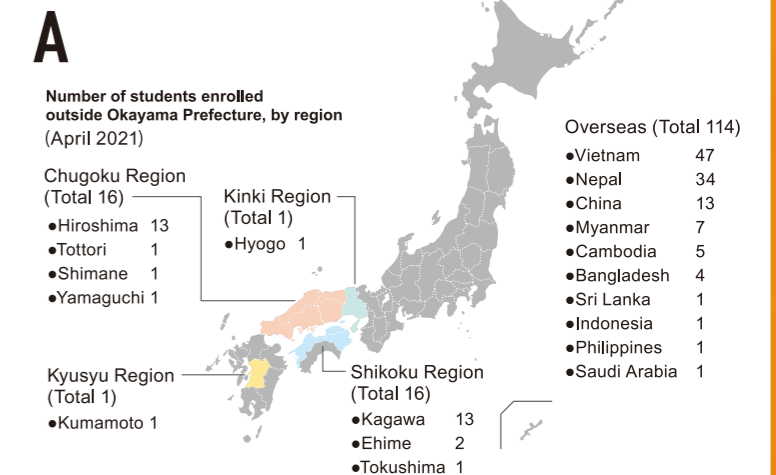 A
Number of students enrolled
outside Okayama Prefecture, by region
(April 2021)
Chugoku Region
(Total 16)
●Hiroshima 13
●Tottori 1
●Shimane 1
●Yamaguchi 1
Kinki Region
(Total 1)
●Hyogo 1
Kyusyu Region
(Total 1)
●Kumamoto 1
Shikoku Region
(Total 16)
●Kagawa 13
●Ehime 2
●Tokushima 1
Overseas (Total 114)
●Vietnam 47
●Nepal 34
●China 13
●Myanmar 7
●Cambodia 5
●Bangladesh 4
●Sri Lanka 1
●Indonesia 1
●Philippines 1
●Saudi Arabia 1